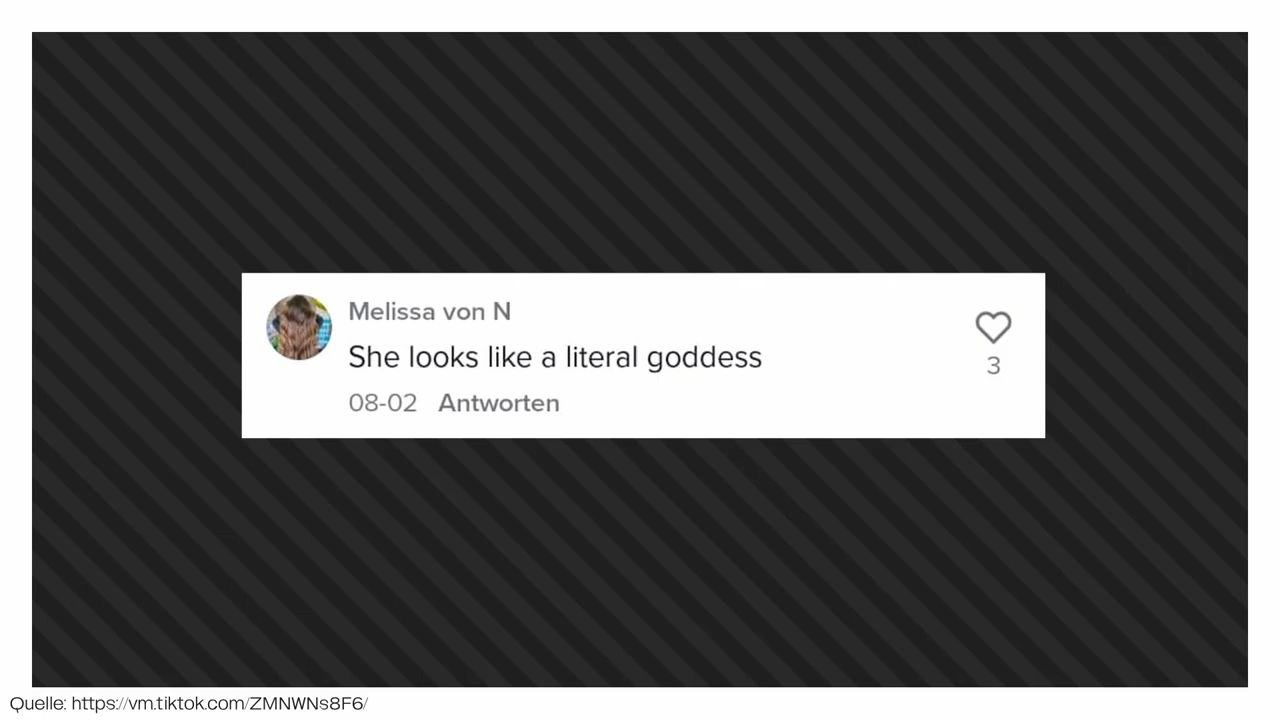 Melissa von N
She looks like a literal goddess
3
08-02 Antworten
Quelle: https://vm.tiktok.com/ZMNWNs8F6/